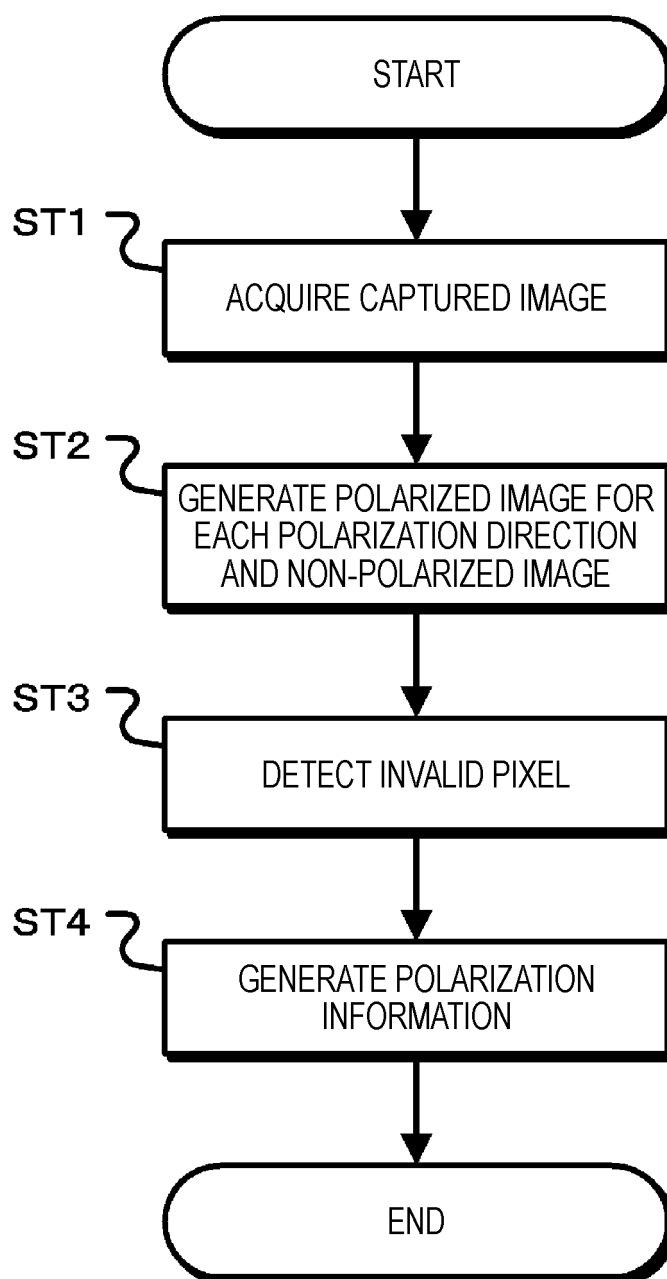 START
ST1
ACQUIRE CAPTURED IMAGE
ST2
GENERATE POLARIZED IMAGE FOR
EACH POLARIZATION DIRECTION
AND NON-POLARIZED IMAGE
ST3
DETECT INVALID PIXEL
ST4
GENERATE POLARIZATION
INFORMATION
END